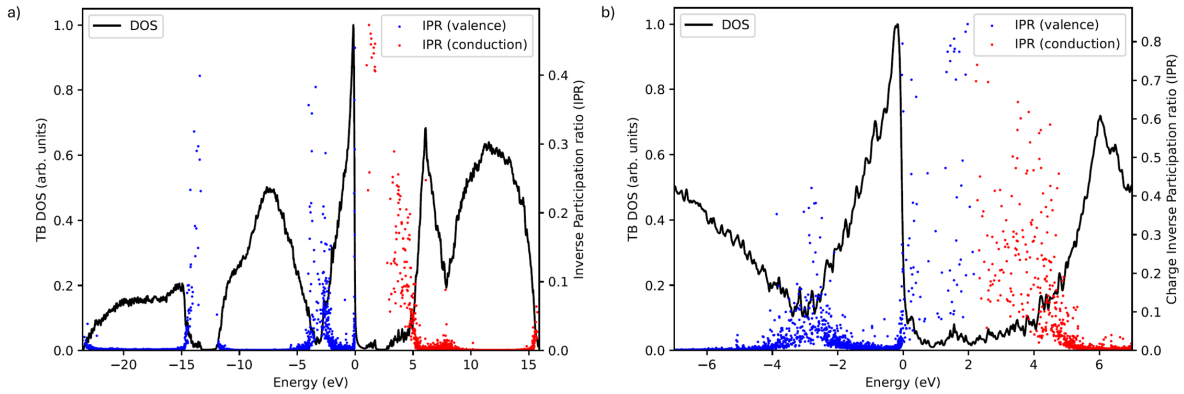 a)
DOS
IPR (valence)
IPR (conduction)
TB DOS (arb. units)
1.0
0.8
0.6
0.4
0.2
0.0
0.4
0.3
0.2
0.1
0.0
Inverse Participation ratio (IPR)
−20 −15 −10 −5 0 5 10 15
Energy (eV)
b)
DOS
IPR (valence)
IPR (conduction)
TB DOS (arb. units)
1.0
0.8
0.6
0.4
0.2
0.0
0.8
0.7
0.6
0.5
0.4
0.3
0.2
0.1
0.0
Charge Inverse Participation ratio (IPR)
−6 −4 −2 0 2 4 6
Energy (eV)